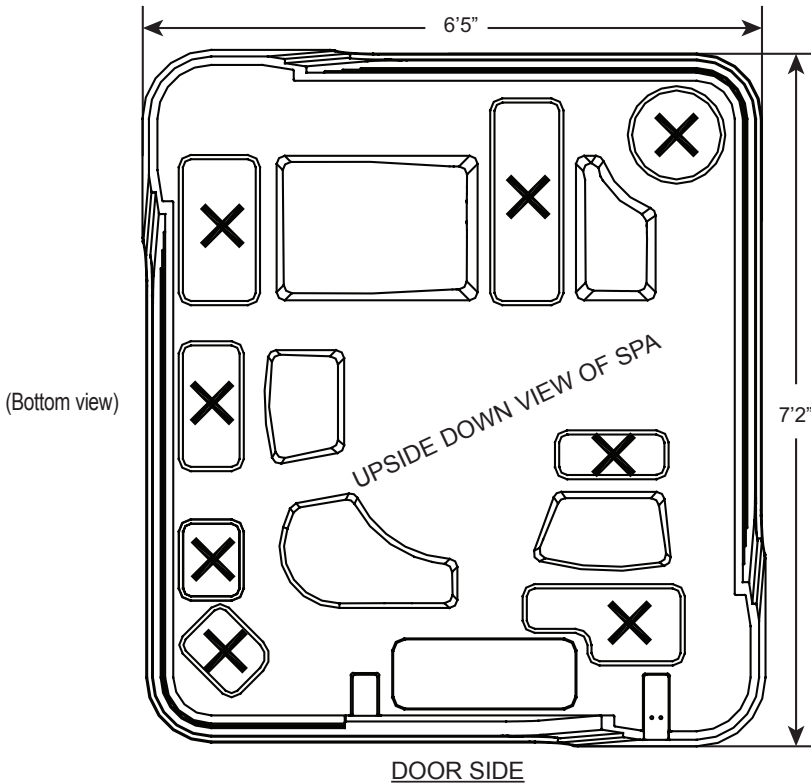 6’5”
(Bottom view)
UPSIDE DOWN VIEW OF SPA
7’2”
DOOR SIDE